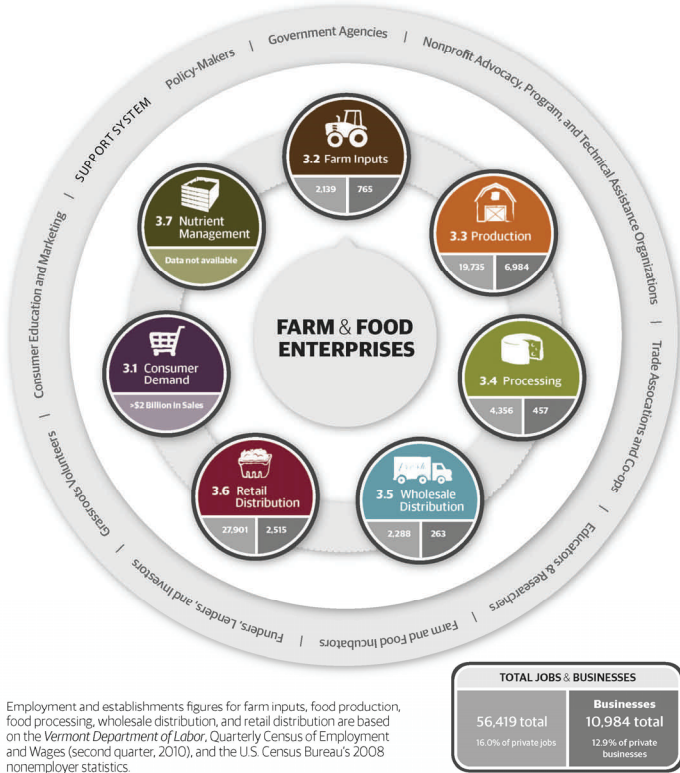 SUPPORT SYSTEM
Policy-Makers | Government Agencies | Nonprofit Advocacy, Program, and Technical Assistance Organizations | Trade Assocations and Co-ops | Educators & Researchers | Farm and Food Incubators | Funders, Lenders, and Investors | Grassroots Volunteers | Consumer Education and Marketing |
3.2 Farm Inputs
2,139 765
3.3 Production
19,735 6,984
3.4 Processing
4,356 457
fresh
3.5 Wholesale
Distribution
2,288 263
3.6 Retail
Distribution
27,901 2,515
3.1 Consumer
Demand
>$2 Billion in Sales
3.7 Nutrient
Management
Data not available
FARM & FOOD
ENTERPRISES
Employment and establishments figures for farm inputs, food production,
food processing, wholesale distribution, and retail distribution are based
on the Vermont Department of Labor, Quarterly Census of Employment
and Wages (second quarter, 2010), and the U.S. Census Bureau's 2008
nonemployer statistics.
TOTAL JOBS & BUSINESSES
56,419 total
16.0% of private jobs
Businesses
10,984 total
12.9% of private
businesses